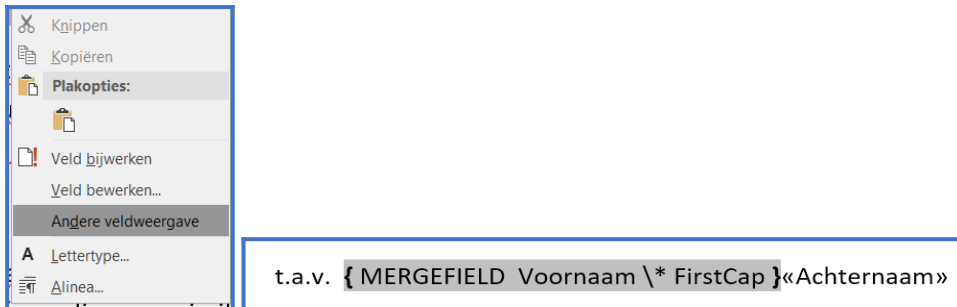 Knippen
Kopiëren
Plakopties:
Veld bijwerken
Veld bewerken...
Andere veldweergave
A Lettertype...
Alinea...
t.a.v. { MERGEFIELD Voornaam \* FirstCap }«Achternaam»